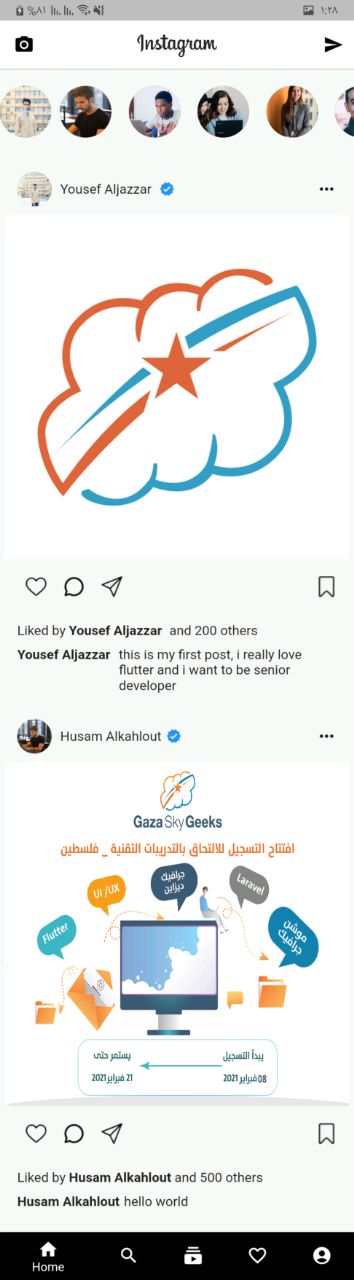 %٨١
١:٢٨
Instagram
Yousef Aljazzar
Liked by Yousef Aljazzar and 200 others
Yousef Aljazzar this is my first post, i really love
flutter and i want to be senior
developer
Husam Alkahlout
Gaza Sky Geeks
افتتاح التسجيل للالتحاق بالتدريبات التقنية _ فلسطين
جرافيك
ديزاين
UI /UX
Laravel
Flutter
موشن
جرافيك
يبدأ التسجيل
08 فبراير 2021
يستمر حتى
21 فبراير 2021
Liked by Husam Alkahlout and 500 others
Husam Alkahlout hello world
Home